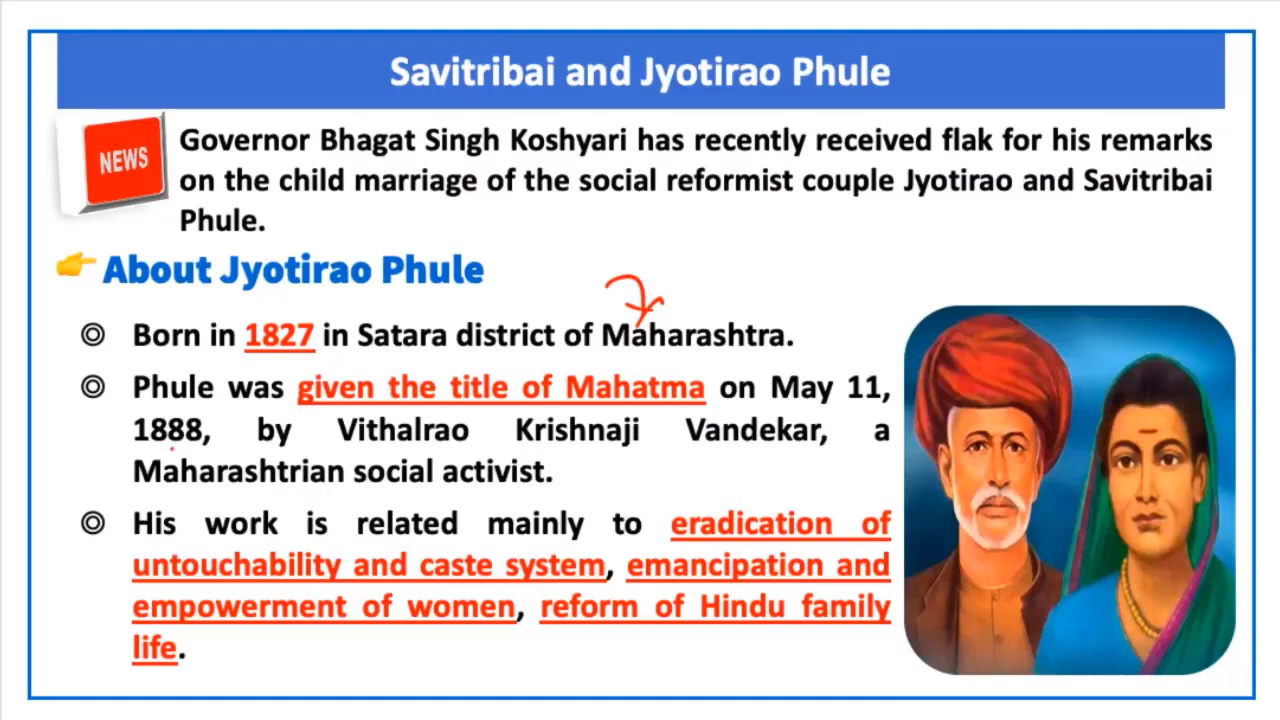 Savitribai and Jyotirao Phule
NEWS
Governor Bhagat Singh Koshyari has recently received flak for his remarks
on the child marriage of the social reformist couple Jyotirao and Savitribai
Phule.
About Jyotirao Phule
Born in 1827 in Satara district of Maharashtra.
Phule was given the title of Mahatma on May 11,
1888, by Vithalrao Krishnaji Vandekar, a
Maharashtrian social activist.
His work is related mainly to eradication of
untouchability and caste system, emancipation and
empowerment of women, reform of Hindu family
life.